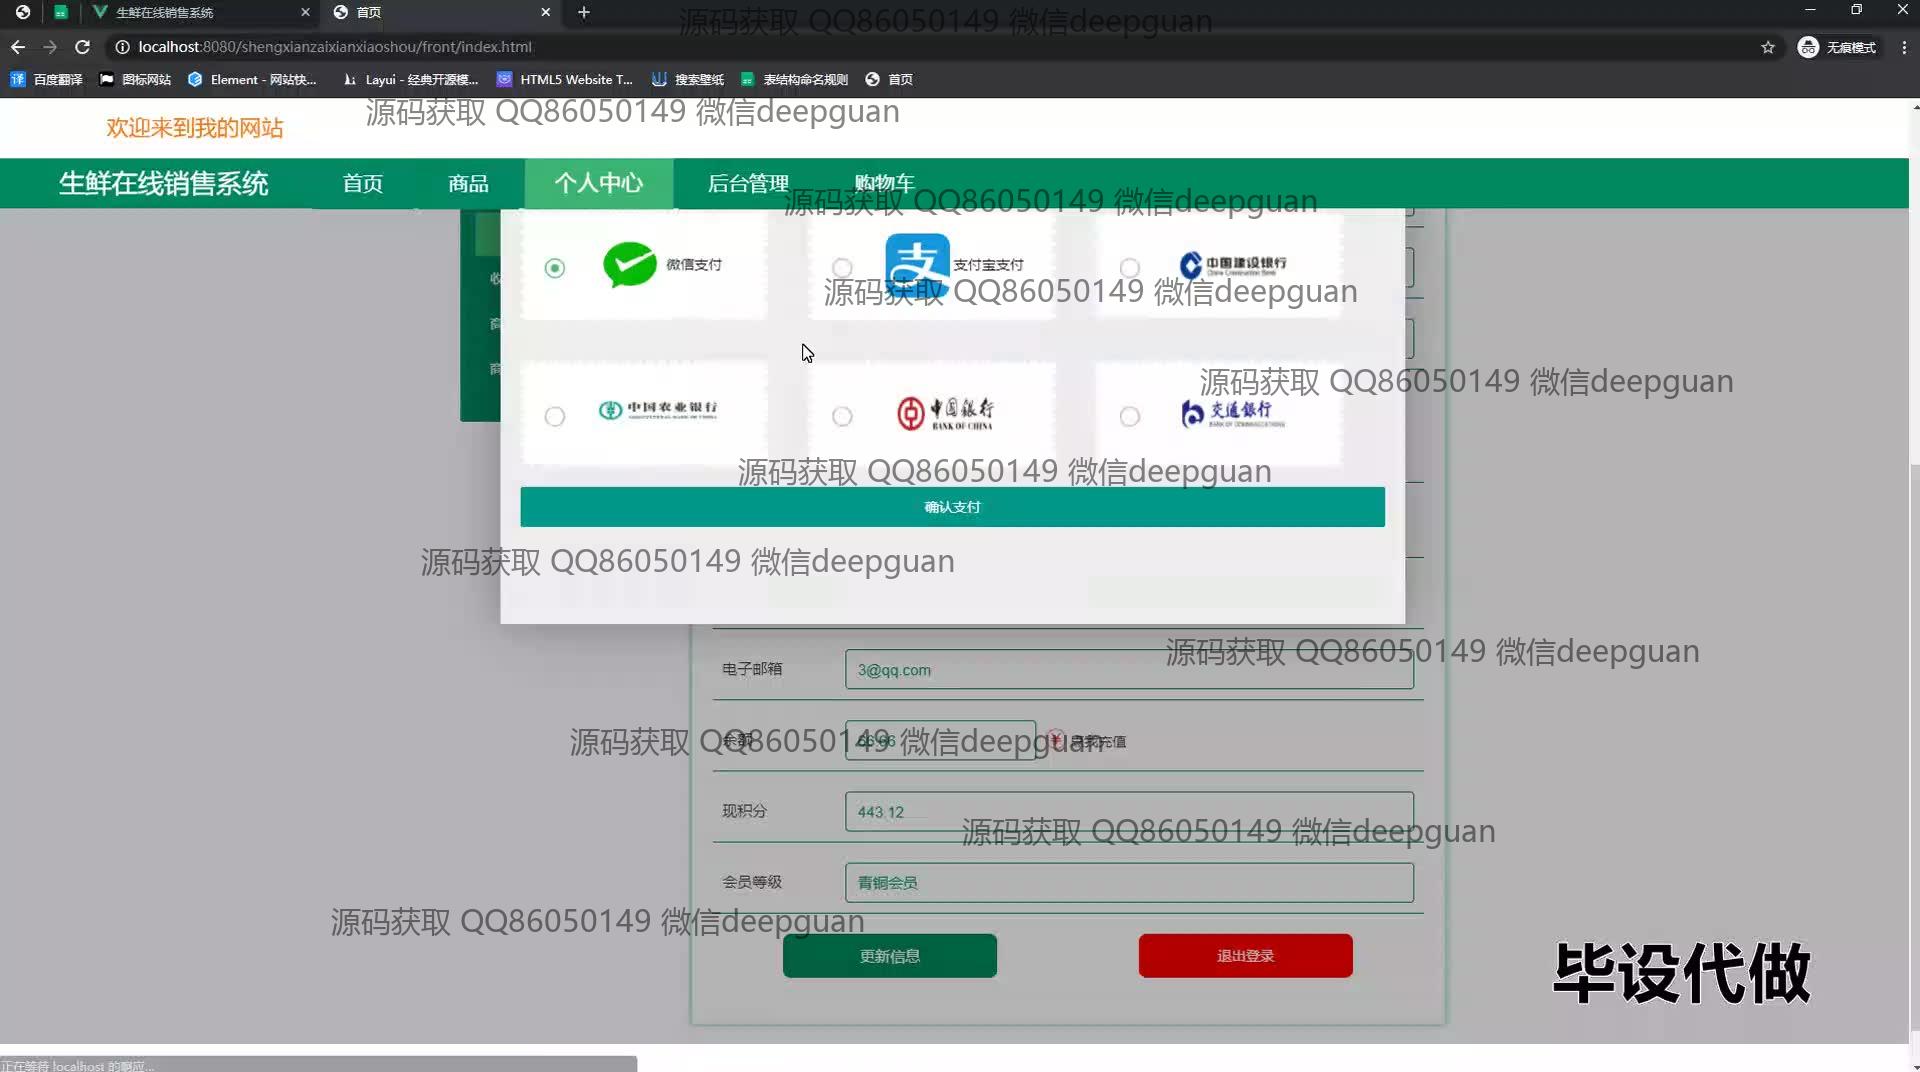 生鲜在线销售系统
首页
源码获取 QQ86050149 微信deepguan
localhost:8080/shengxianzaixianxiaoshou/front/index.html
无痕模式
百度翻译
图标网站
Element - 网站快...
Layui - 经典开源模...
HTML5 Website T...
搜索壁纸
表结构命名规则
首页
源码获取 QQ86050149 微信deepguan
欢迎来到我的网站
生鲜在线销售系统
首页
商品
个人中心
后台管理
购物车
源码获取 QQ86050149 微信deepguan
微信支付
支付宝支付
中国建设银行
China Construction Bank
收
源码获取 QQ86050149 微信deepguan
商
商
源码获取 QQ86050149 微信deepguan
中国农业银行
AGRICULTURAL BANK OF CHINA
中国银行
BANK OF CHINA
交通银行
BANK OF COMMUNICATIONS
源码获取 QQ86050149 微信deepguan
确认支付
源码获取 QQ86050149 微信deepguan
源码获取 QQ86050149 微信deepguan
电子邮箱
3@qq.com
余额
源码获取 QQ86050149 微信deepguan
点我充值
现积分
443.12
源码获取 QQ86050149 微信deepguan
会员等级
青铜会员
源码获取 QQ86050149 微信deepguan
更新信息
退出登录
毕设代做
正在等待 localhost 的响应...